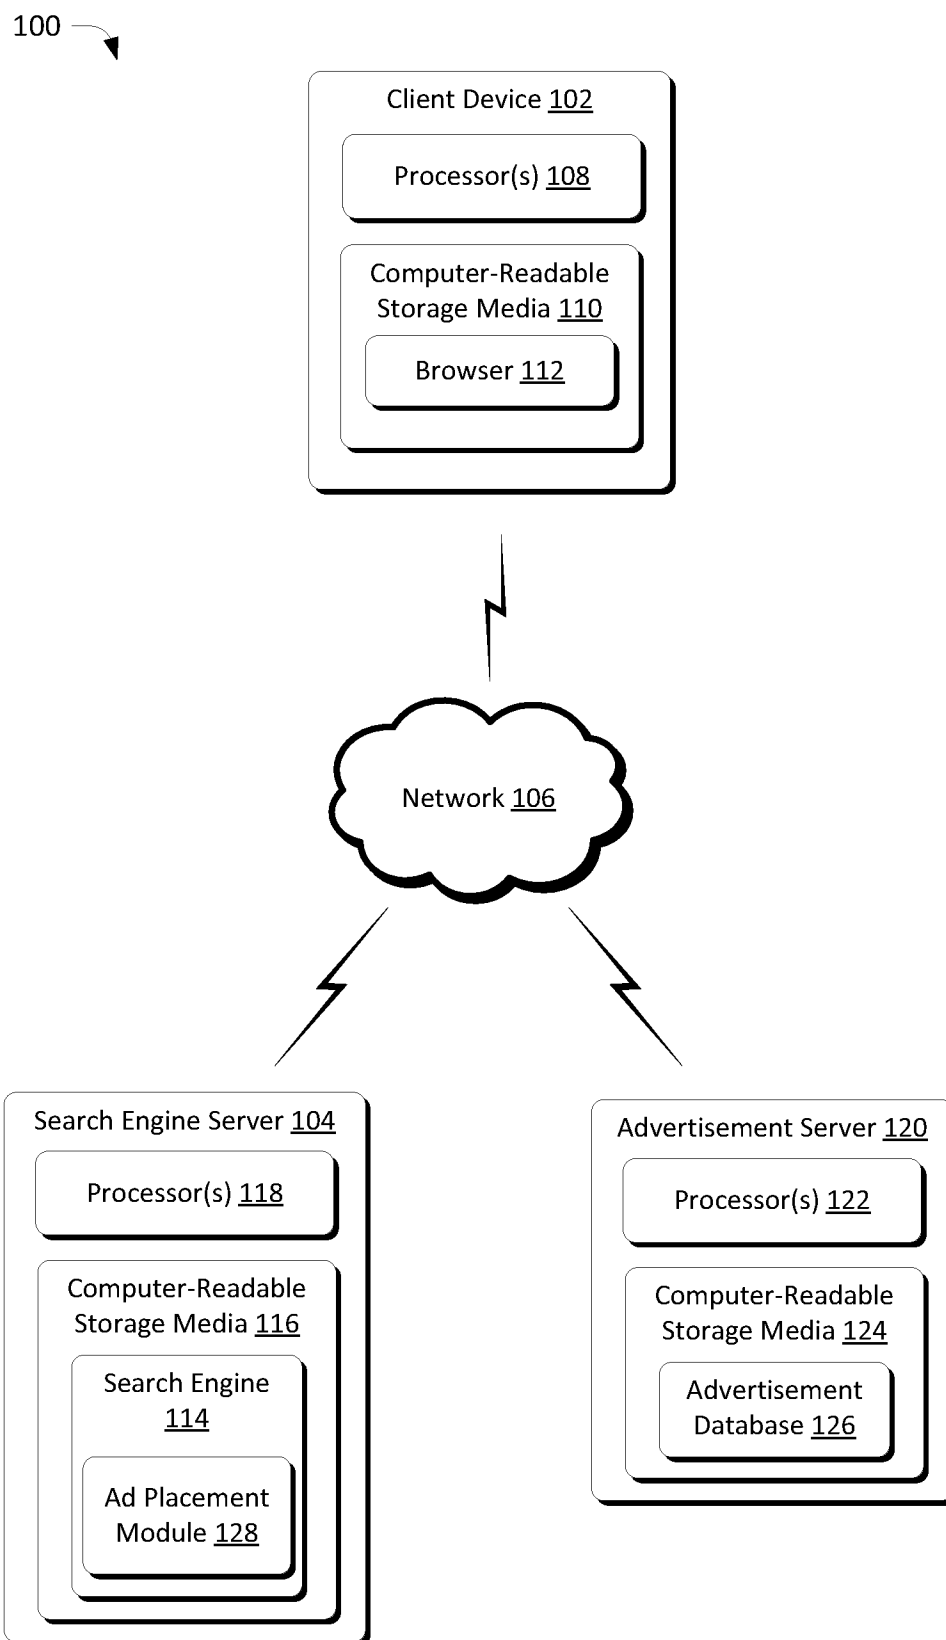 100
Client Device 102
Processor(s) 108
Computer-Readable
Storage Media 110
Browser 112
Network 106
Search Engine Server 104
Processor(s) 118
Computer-Readable
Storage Media 116
Search Engine
114
Ad Placement
Module 128
Advertisement Server 120
Processor(s) 122
Computer-Readable
Storage Media 124
Advertisement
Database 126